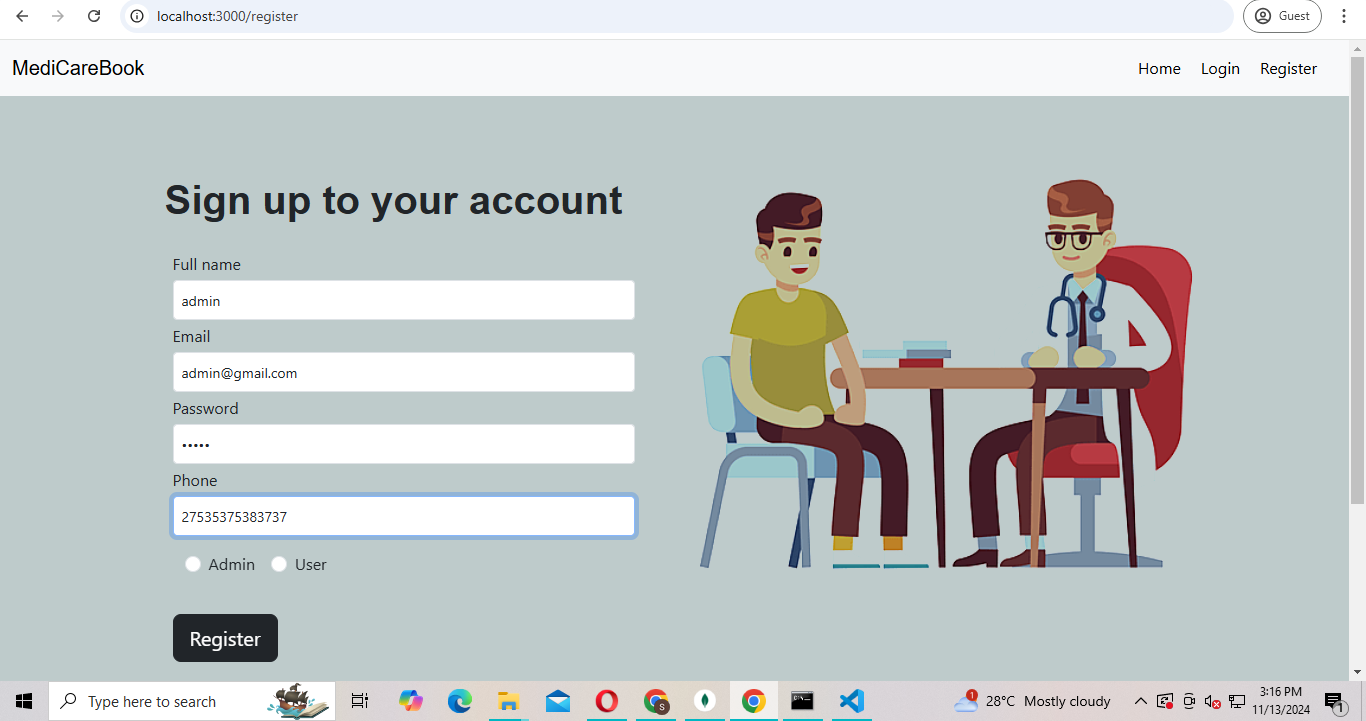 localhost:3000/register
Guest
MediCareBook
Home Login Register
Sign up to your account
Full name
admin
Email
admin@gmail.com
Password
•••••
Phone
27535375383737
Admin User
Register
Type here to search
S
1
28°C Mostly cloudy
3:16 PM
11/13/2024
1